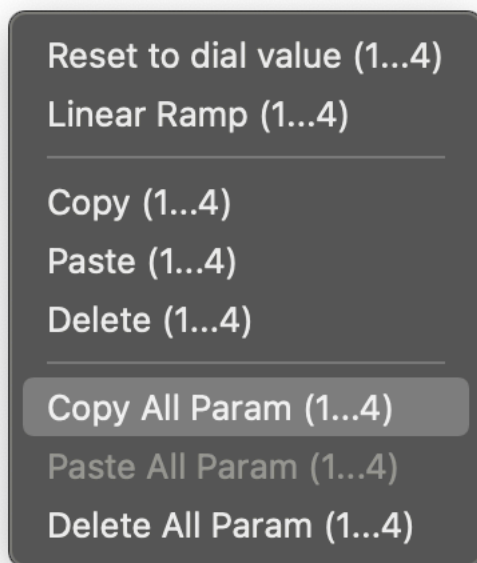 Reset to dial value (1...4)
Linear Ramp (1...4)
Copy (1...4)
Paste (1...4)
Delete (1...4)
Copy All Param (1...4)
Paste All Param (1...4)
Delete All Param (1...4)